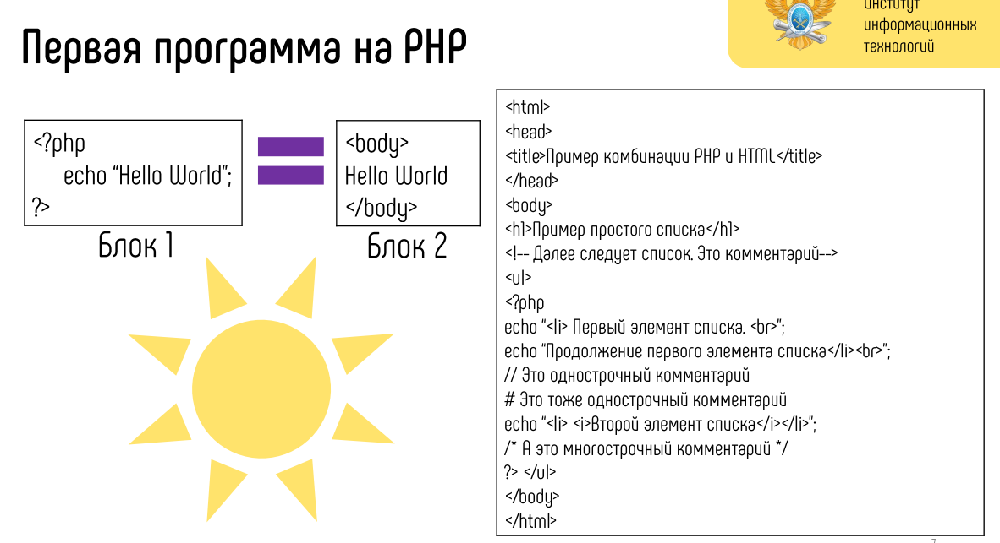 институт
информационных
технологий
Первая программа на PHP
<?php
echo “Hello World”;
?>
Блок 1
<body>
Hello World
</body>
Блок 2
<html>
<head>
<title>Пример комбинации PHP и HTML</title>
</head>
<body>
<h1>Пример простого списка</h1>
<!-- Далее следует список. Это комментарий-->
<ul>
<?php
echo “<li> Первый элемент списка. <br>”;
echo “Продолжение первого элемента списка</li><br>”;
// Это однострочный комментарий
# Это тоже однострочный комментарий
echo “<li> <i>Второй элемент списка</i></li>”;
/* А это многострочный комментарий */
?> </ul>
</body>
</html>